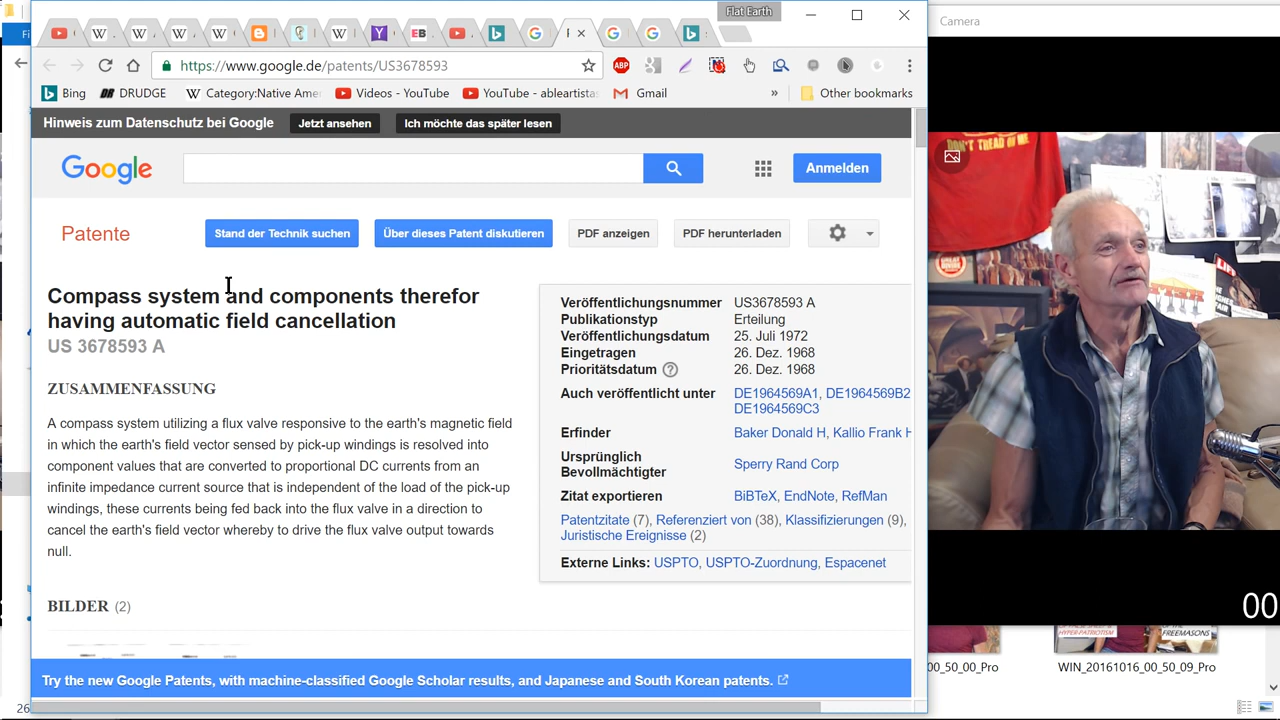 Flat Earth
Camera
Fi
https://www.google.de/patents/US3678593
ABP
Bing DRUDGE Category:Native Ame Videos - YouTube YouTube - ableartista Gmail » Other bookmarks
Hinweis zum Datenschutz bei Google Jetzt ansehen Ich möchte das später lesen
Google Anmelden
Patente Stand der Technik suchen Über dieses Patent diskutieren PDF anzeigen PDF herunterladen
Compass system and components therefor
having automatic field cancellation
US 3678593 A
ZUSAMMENFASSUNG
A compass system utilizing a flux valve responsive to the earth's magnetic field
in which the earth's field vector sensed by pick-up windings is resolved into
component values that are converted to proportional DC currents from an
infinite impedance current source that is independent of the load of the pick-up
windings, these currents being fed back into the flux valve in a direction to
cancel the earth's field vector whereby to drive the flux valve output towards
null.
BILDER (2)
Veröffentlichungsnummer US3678593 A
Publikationstyp Erteilung
Veröffentlichungsdatum 25. Juli 1972
Eingetragen 26. Dez. 1968
Prioritätsdatum ? 26. Dez. 1968
Auch veröffentlicht unter DE1964569A1, DE1964569B2
DE1964569C3
Erfinder Baker Donald H, Kallio Frank H
Ursprünglich
Bevollmächtigter Sperry Rand Corp
Zitat exportieren BiBTeX, EndNote, RefMan
Patentzitate (7), Referenziert von (38), Klassifizierungen (9),
Juristische Ereignisse (2)
Externe Links: USPTO, USPTO-Zuordnung, Espacenet
Try the new Google Patents, with machine-classified Google Scholar results, and Japanese and South Korean patents.
26
DON'T TREAD ON ME
00
HYPER-PATRIOTISM
FREEMASONS
00_50_00_Pro WIN_20161016_00_50_09_Pro